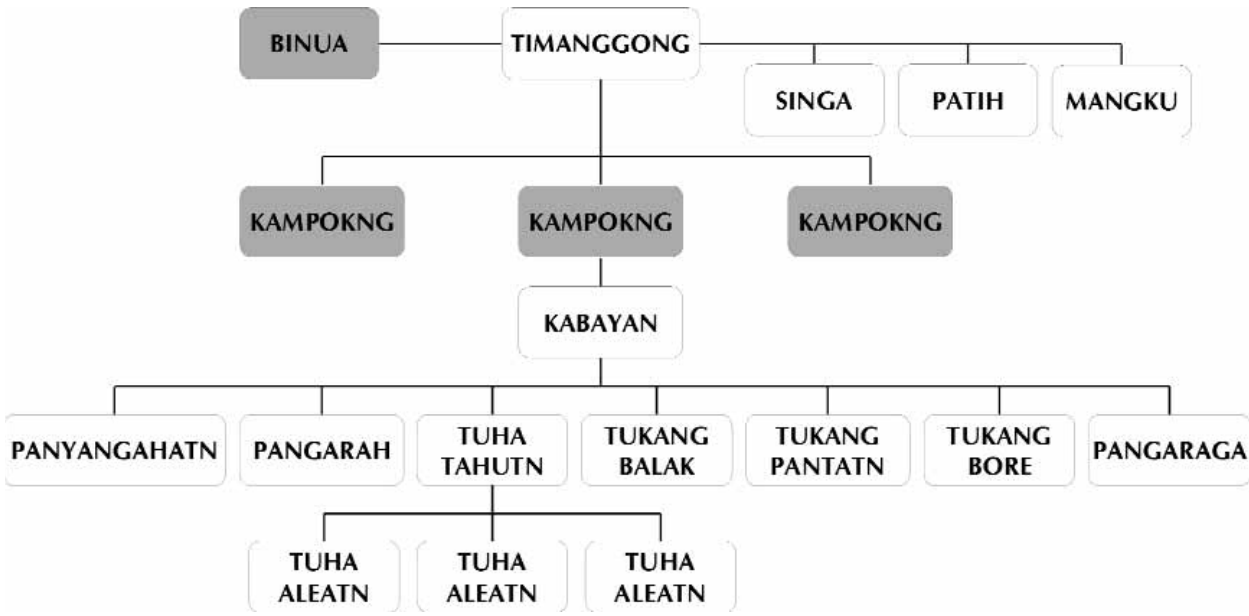 BINUA
TIMANGGONG
SINGA
PATIH
MANGKU
KAMPOKNG
KAMPOKNG
KAMPOKNG
KABAYAN
PANYANGAHATN
PANGARAH
TUHA
TAHUTN
TUKANG
BALAK
TUKANG
PANTATN
TUKANG
BORE
PANGARAGA
TUHA
ALEATN
TUHA
ALEATN
TUHA
ALEATN